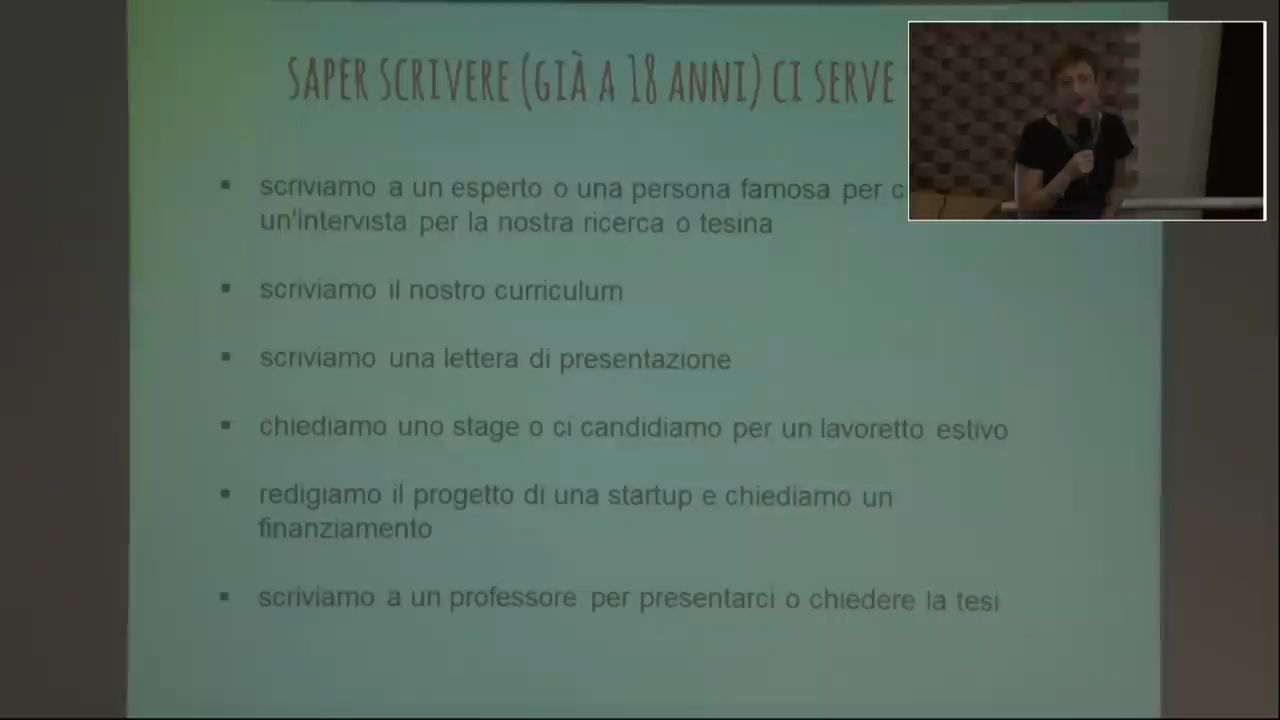 SAPER SCRIVERE (GIÀ A 18 ANNI) CI SERVE
scriviamo a un esperto o una persona famosa per
un'intervista per la nostra ricerca o tesina
scriviamo il nostro curriculum
scriviamo una lettera di presentazione
chiediamo uno stage o ci candidiamo per un lavoretto estivo
redigiamo il progetto di una startup e chiediamo un
finanziamento
scriviamo a un professore per presentarci o chiedere la tesi